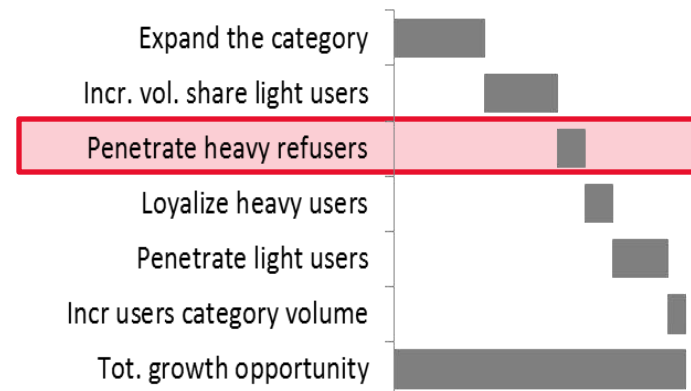 Expand the category
Incr. vol. share light users
Penetrate heavy refusers
Loyalize heavy users
Penetrate light users
Incr users category volume
Tot. growth opportunity